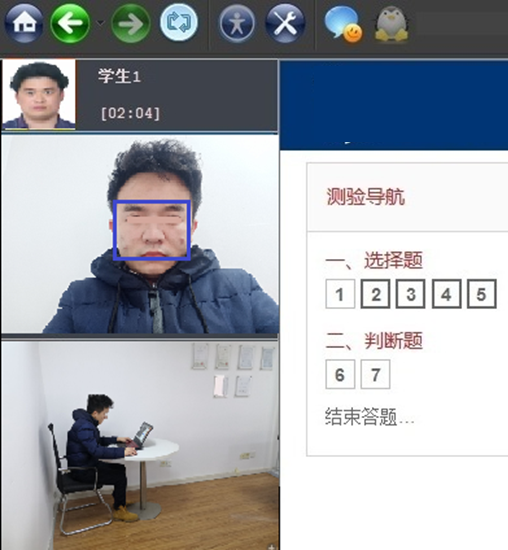 学生1
[02:04]
测验导航
一、选择题
1 2 3 4 5
二、判断题
6 7
结束答题...